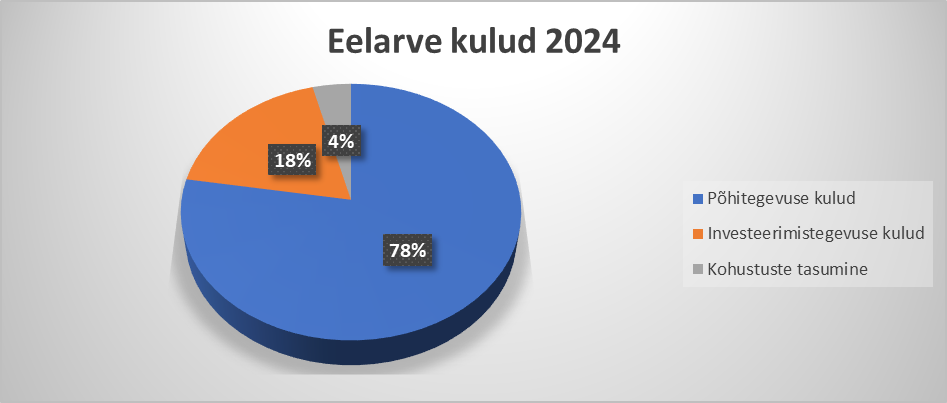 Eelarve kulud 2024
4%
18%
78%
Põhitegevuse kulud
Investeerimistegevuse kulud
Kohustuste tasumine